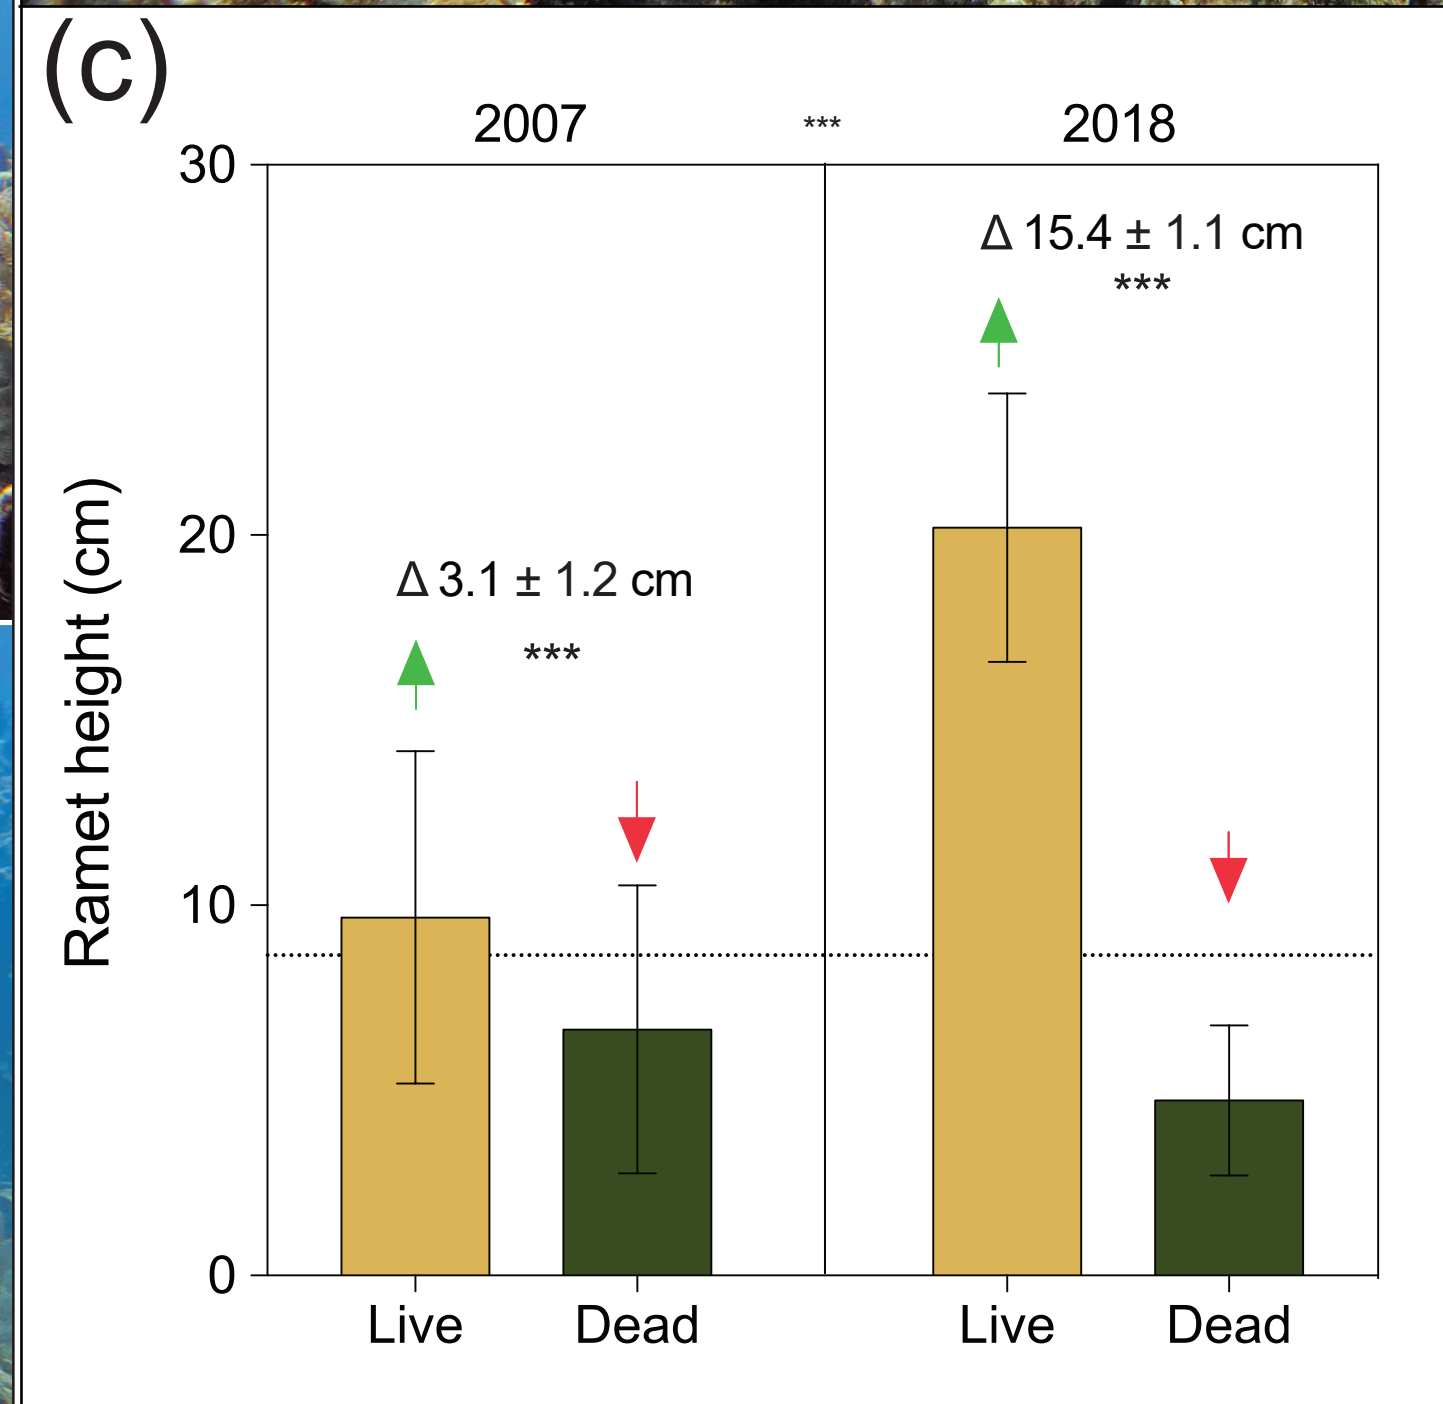 (c)
2007 *** 2018
30
Δ 15.4 ± 1.1 cm
***
20
Δ 3.1 ± 1.2 cm
***
Ramet height (cm)
10
0
Live Dead Live Dead